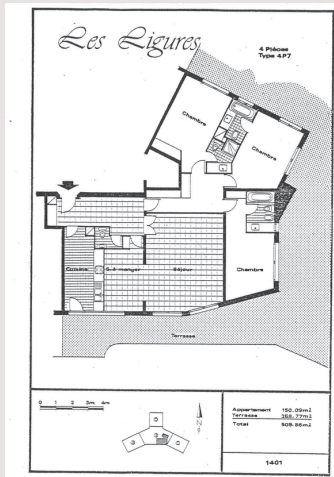 Les Ligures
4 Pièces
Type 4P7
Chambre
Chambre
Cuisine
S. à manger
Séjour
Chambre
Terrasse
0 1 2 3m 4m
N
Appartement 150.09m²
Terrasse 359.77m²
Total 509.86m²
1401